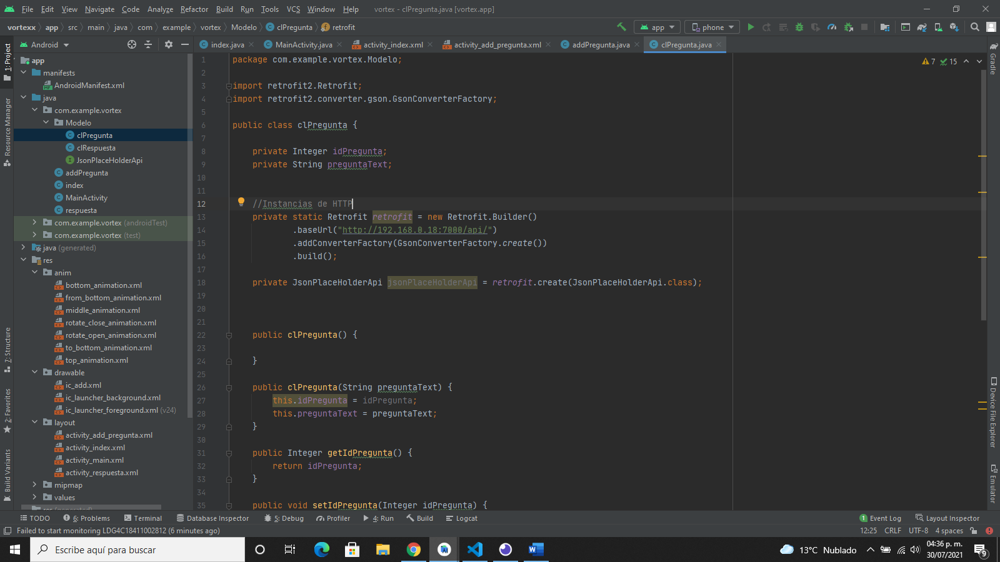 File Edit View Navigate Code Analyze Refactor Build Run Tools VCS Window Help vortex - clPregunta.java [vortex.app]
vortexx app src main java com example vortex Modelo clPregunta retrofit app phone
Android index.java MainActivity.java activity_index.xml activity_add_pregunta.xml addPregunta.java clPregunta.java
1: Project
Resource Manager
7: Structure
2: Favorites
Build Variants
app
manifests
AndroidManifest.xml
java
com.example.vortex
Modelo
clPregunta
clRespuesta
JsonPlaceHolderApi
addPregunta
index
MainActivity
respuesta
com.example.vortex (androidTest)
com.example.vortex (test)
java (generated)
res
anim
bottom_animation.xml
from_bottom_animation.xml
middle_animation.xml
rotate_close_animation.xml
rotate_open_animation.xml
to_bottom_animation.xml
top_animation.xml
drawable
ic_add.xml
ic_launcher_background.xml
ic_launcher_foreground.xml (v24)
layout
activity_add_pregunta.xml
activity_index.xml
activity_main.xml
activity_respuesta.xml
mipmap
values
res (generated)
7 15
1 package com.example.vortex.Modelo;
2
3 import retrofit2.Retrofit;
4 import retrofit2.converter.gson.GsonConverterFactory;
5
6 public class clPregunta {
7
8 private Integer idPregunta;
9 private String preguntaText;
10
11
12 //Instancias de HTTP
13 private static Retrofit retrofit = new Retrofit.Builder()
14 .baseUrl("http://192.168.0.18:7000/api/")
15 .addConverterFactory(GsonConverterFactory.create())
16 .build();
17
18 private JsonPlaceHolderApi jsonPlaceHolderApi = retrofit.create(JsonPlaceHolderApi.class);
19
20
21
22 public clPregunta() {
23
24 }
25
26 public clPregunta(String preguntaText) {
27 this.idPregunta = idPregunta;
28 this.preguntaText = preguntaText;
29 }
30
31 public Integer getIdPregunta() {
32 return idPregunta;
33 }
34
35 public void setIdPregunta(Integer idPregunta) {
Gradle
Device File Explorer
Emulator
TODO 6: Problems Terminal Database Inspector 5: Debug Profiler 4: Run Build Logcat 1 Event Log Layout Inspector
Failed to start monitoring LDG4C18411002812 (6 minutes ago) 12:25 CRLF UTF-8 4 spaces
Escribe aquí para buscar 13°C Nublado 04:36 p. m.
30/07/2021 9